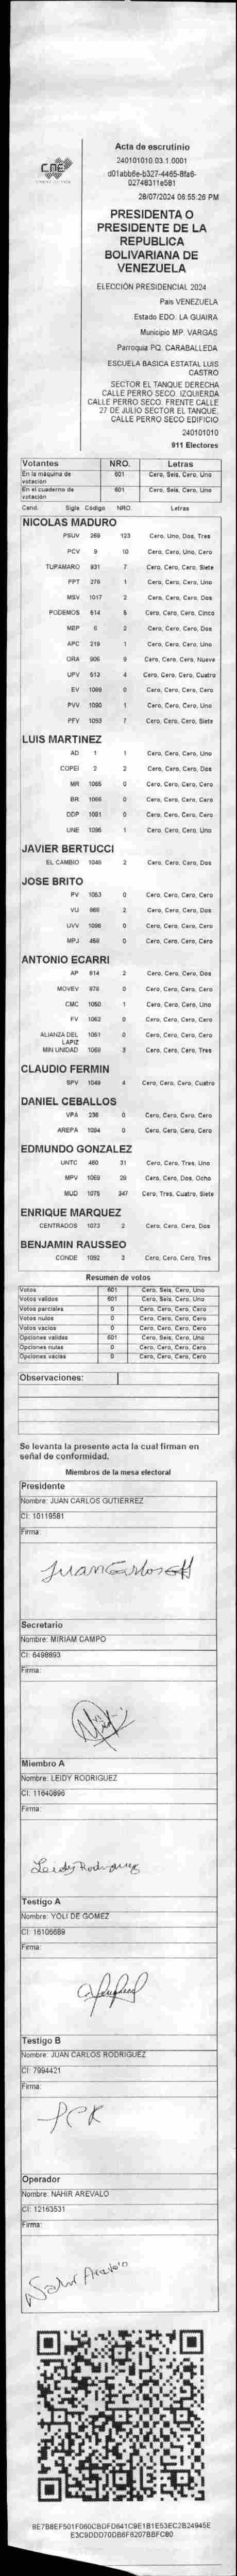 CNE
Acta de escrutinio
240101010.03.1.0001
d01abb6e-b327-4465-8fa6-
02746311e581
28/07/2024 06:55:26 PM
PRESIDENTA O
PRESIDENTE DE LA
REPUBLICA
BOLIVARIANA DE
VENEZUELA
ELECCIÓN PRESIDENCIAL 2024
País VENEZUELA
Estado EDO. LA GUAIRA
Municipio MP. VARGAS
Parroquia PQ. CARABALLEDA
ESCUELA BASICA ESTATAL LUIS
CASTRO
SECTOR EL TANQUE DERECHA
CALLE PERRO SECO. IZQUIERDA
CALLE PERRO SECO. FRENTE CALLE
27 DE JULIO SECTOR EL TANQUE.
CALLE PERRO SECO EDIFICIO
240101010
911 Electores
Votantes NRO. Letras
En la máquina de votación 601 Cero, Seis, Cero, Uno
En el cuaderno de votación 601 Cero, Seis, Cero, Uno
Cand. Sigla Código NRO. Letras
NICOLAS MADURO
PSUV 269 123 Cero, Uno, Dos, Tres
PCV 9 10 Cero, Cero, Uno, Cero
TUPAMARO 931 7 Cero, Cero, Cero, Siete
PPT 276 1 Cero, Cero, Cero, Uno
MSV 1017 2 Cero, Cero, Cero, Dos
PODEMOS 614 5 Cero, Cero, Cero, Cinco
MEP 6 2 Cero, Cero, Cero, Dos
APC 219 1 Cero, Cero, Cero, Uno
ORA 906 9 Cero, Cero, Cero, Nueve
UPV 613 4 Cero, Cero, Cero, Cuatro
EV 1089 0 Cero, Cero, Cero, Cero
PVV 1090 1 Cero, Cero, Cero, Uno
PFV 1093 7 Cero, Cero, Cero, Siete
LUIS MARTINEZ
AD 1 1 Cero, Cero, Cero, Uno
COPEI 2 2 Cero, Cero, Cero, Dos
MR 1065 0 Cero, Cero, Cero, Cero
BR 1066 0 Cero, Cero, Cero, Cero
DDP 1091 0 Cero, Cero, Cero, Cero
UNE 1096 1 Cero, Cero, Cero, Uno
JAVIER BERTUCCI
EL CAMBIO 1046 2 Cero, Cero, Cero, Dos
JOSE BRITO
PV 1083 0 Cero, Cero, Cero, Cero
VU 966 2 Cero, Cero, Cero, Dos
UVV 1098 0 Cero, Cero, Cero, Cero
MPJ 458 0 Cero, Cero, Cero, Cero
ANTONIO ECARRI
AP 914 2 Cero, Cero, Cero, Dos
MOVEV 878 0 Cero, Cero, Cero, Cero
CMC 1050 1 Cero, Cero, Cero, Uno
FV 1062 0 Cero, Cero, Cero, Cero
ALIANZA DEL LAPIZ 1061 0 Cero, Cero, Cero, Cero
MIN UNIDAD 1069 3 Cero, Cero, Cero, Tres
CLAUDIO FERMIN
SPV 1049 4 Cero, Cero, Cero, Cuatro
DANIEL CEBALLOS
VPA 236 0 Cero, Cero, Cero, Cero
AREPA 1094 0 Cero, Cero, Cero, Cero
EDMUNDO GONZALEZ
UNTC 460 31 Cero, Cero, Tres, Uno
MPV 1069 28 Cero, Cero, Dos, Ocho
MUD 1075 347 Cero, Tres, Cuatro, Siete
ENRIQUE MARQUEZ
CENTRADOS 1073 2 Cero, Cero, Cero, Dos
BENJAMIN RAUSSEO
CONDE 1092 3 Cero, Cero, Cero, Tres
Resumen de votos
Votos 601 Cero, Seis, Cero, Uno
Votos válidos 601 Cero, Seis, Cero, Uno
Votos parciales 0 Cero, Cero, Cero, Cero
Votos nulos 0 Cero, Cero, Cero, Cero
Votos vacíos 0 Cero, Cero, Cero, Cero
Opciones válidas 601 Cero, Seis, Cero, Uno
Opciones nulas 0 Cero, Cero, Cero, Cero
Opciones vacías 0 Cero, Cero, Cero, Cero
Observaciones:
Se levanta la presente acta la cual firman en
señal de conformidad.
Miembros de la mesa electoral
Presidente
Nombre: JUAN CARLOS GUTIERREZ
CI: 10119581
Firma:
Secretario
Nombre: MIRIAM CAMPO
CI: 6498893
Firma:
Miembro A
Nombre: LEIDY RODRIGUEZ
CI: 11640896
Firma:
Leidy Rodriguez
Testigo A
Nombre: YOLI DE GOMEZ
CI: 16106689
Firma:
Testigo B
Nombre: JUAN CARLOS RODRIGUEZ
CI: 7994421
Firma:
Operador
Nombre: NAHIR AREVALO
CI: 12163531
Firma:
Nahir Arevalo
BE7B8EF501F060CBDFD641C9E1B1E53EC2B24945E
E3C9DDD70DB6F6207BBFC80